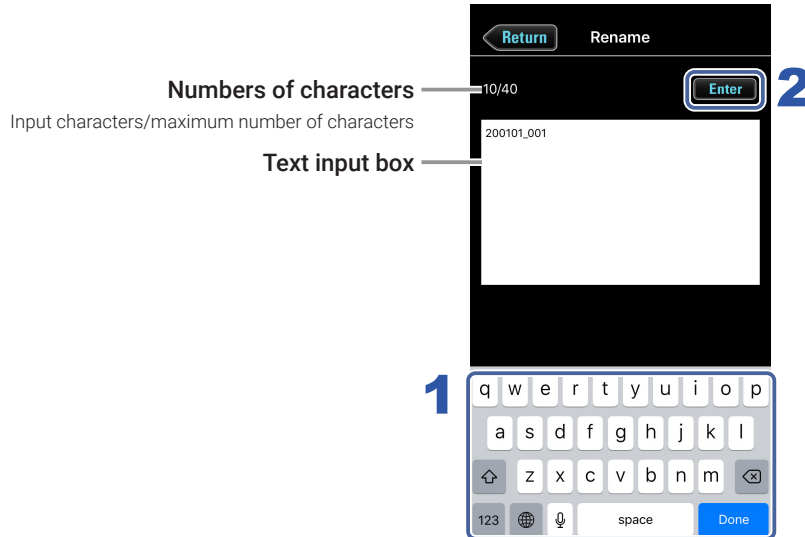 Return
Rename
Numbers of characters
10/40
Enter
2
Input characters/maximum number of characters
200101_001
Text input box
1
q w e r t y u i o p
a s d f g h j k l
z x c v b n m
123 space Done